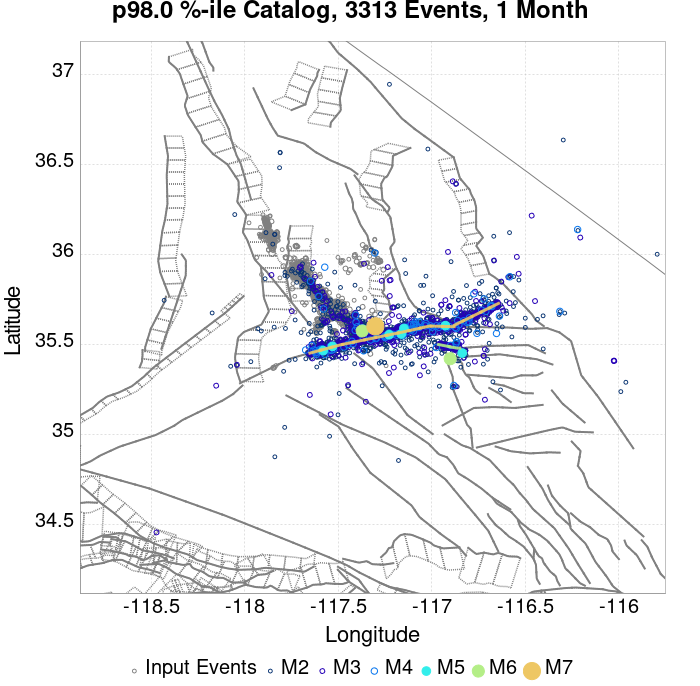 p98.0 %-ile Catalog, 3313 Events, 1 Month
37
36.5
36
35.5
35
34.5
Latitude
-118.5 -118 -117.5 -117 -116.5 -116
Longitude
Input Events M2 M3 M4 M5 M6 M7